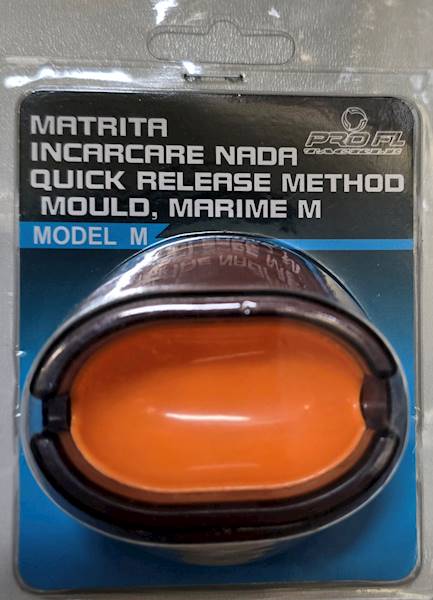 MATRITA
INCARCARE NADA
QUICK RELEASE METHOD
MOULD, MARIME M
PRO FL
MODEL M